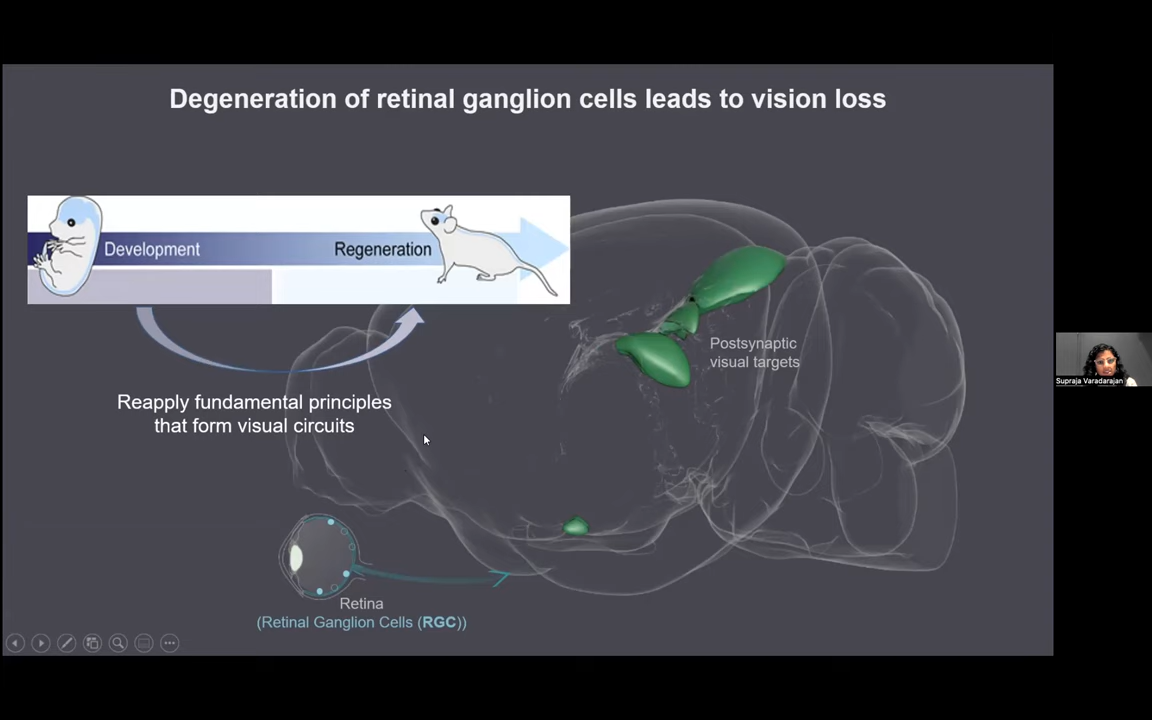 Degeneration of retinal ganglion cells leads to vision loss
Development
Regeneration
Reapply fundamental principles
that form visual circuits
Postsynaptic
visual targets
Retina
(Retinal Ganglion Cells (RGC))
Supraja Varadarajan